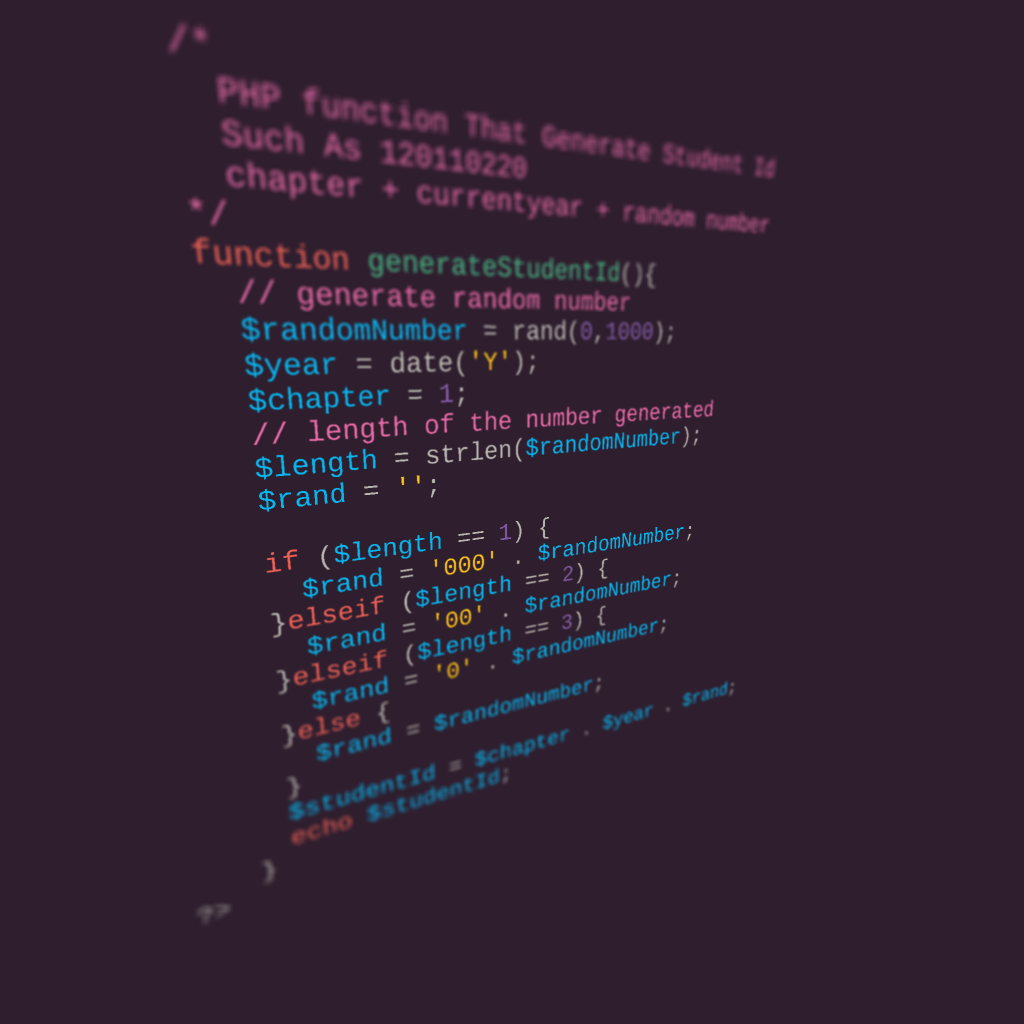 /*
PHP function That Generate Student Id
Such As 120110220
chapter + currentyear + random number
*/
function generateStudentId(){
// generate random number
$randomNumber = rand(0,1000);
$year = date('Y');
$chapter = 1;
// length of the number generated
$length = strlen($randomNumber);
$rand = '';
if ($length == 1) {
$rand = '000' . $randomNumber;
}elseif ($length == 2) {
$rand = '00' . $randomNumber;
}elseif ($length == 3) {
$rand = '0' . $randomNumber;
}else {
$rand = $randomNumber;
}
$studentId = $chapter . $year . $rand;
echo $studentId;
}
?>